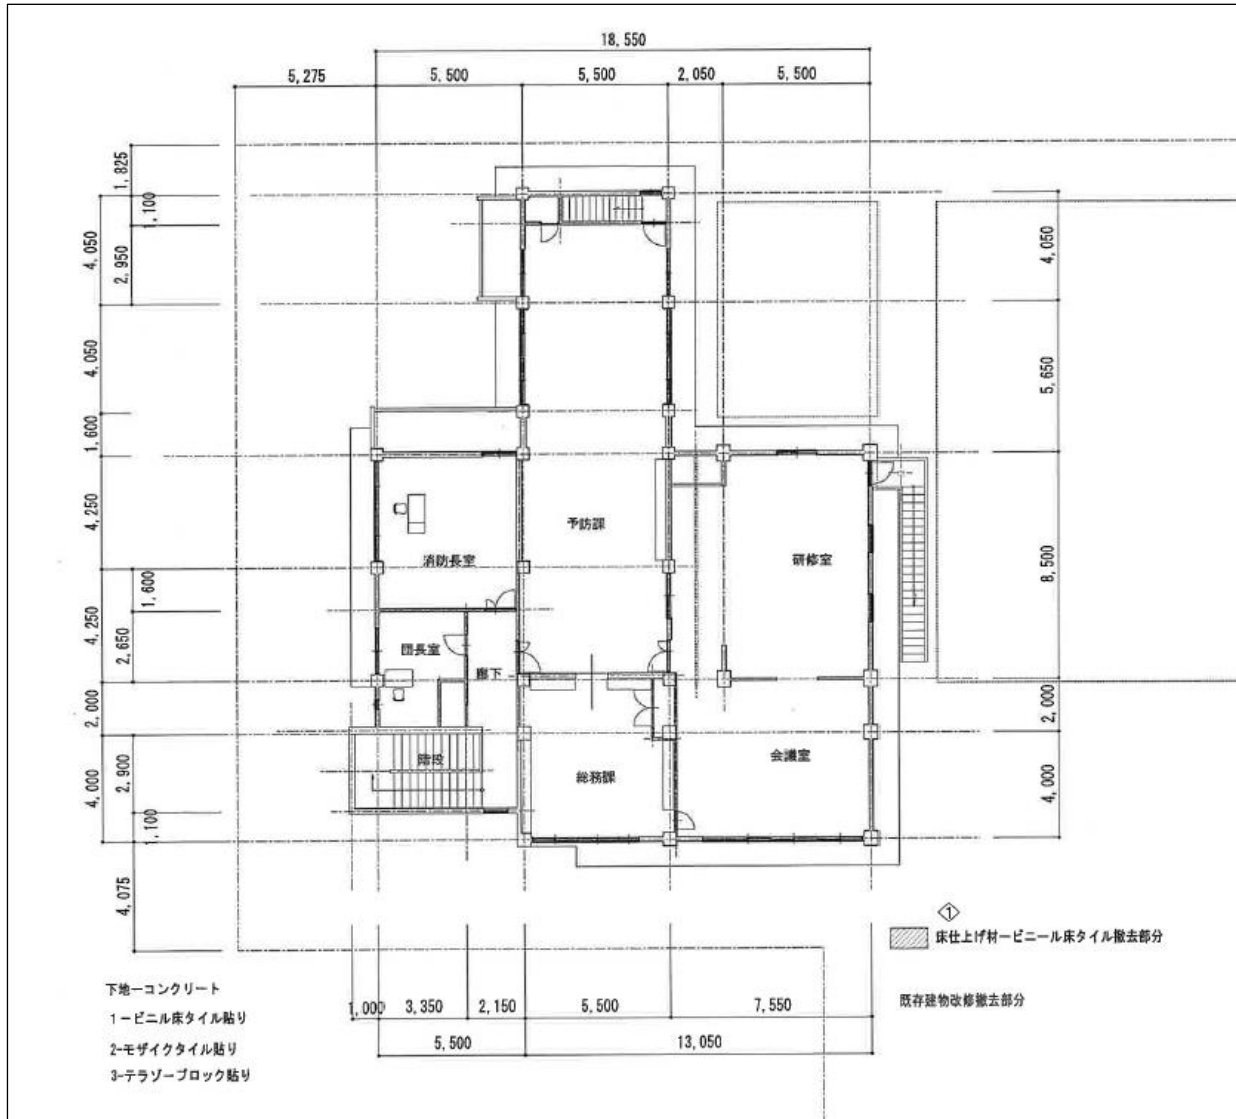 18,550
5,275
5,500
5,500
2,050
5,500
1,825
1,100
4,050
2,950
4,050
1,600
4,250
1,600
4,250
2,650
2,000
2,900
4,000
1,100
4,075
4,050
5,650
8,500
2,000
4,000
予防課
消防長室
研修室
団長室
廊下
階段
総務課
会議室
1
床仕上げ材ービニール床タイル撤去部分
既存建物改修撤去部分
下地ーコンクリート
1ービニル床タイル貼り
2-モザイクタイル貼り
3-テラゾーブロック貼り
1,000
3,350
2,150
5,500
7,550
5,500
13,050